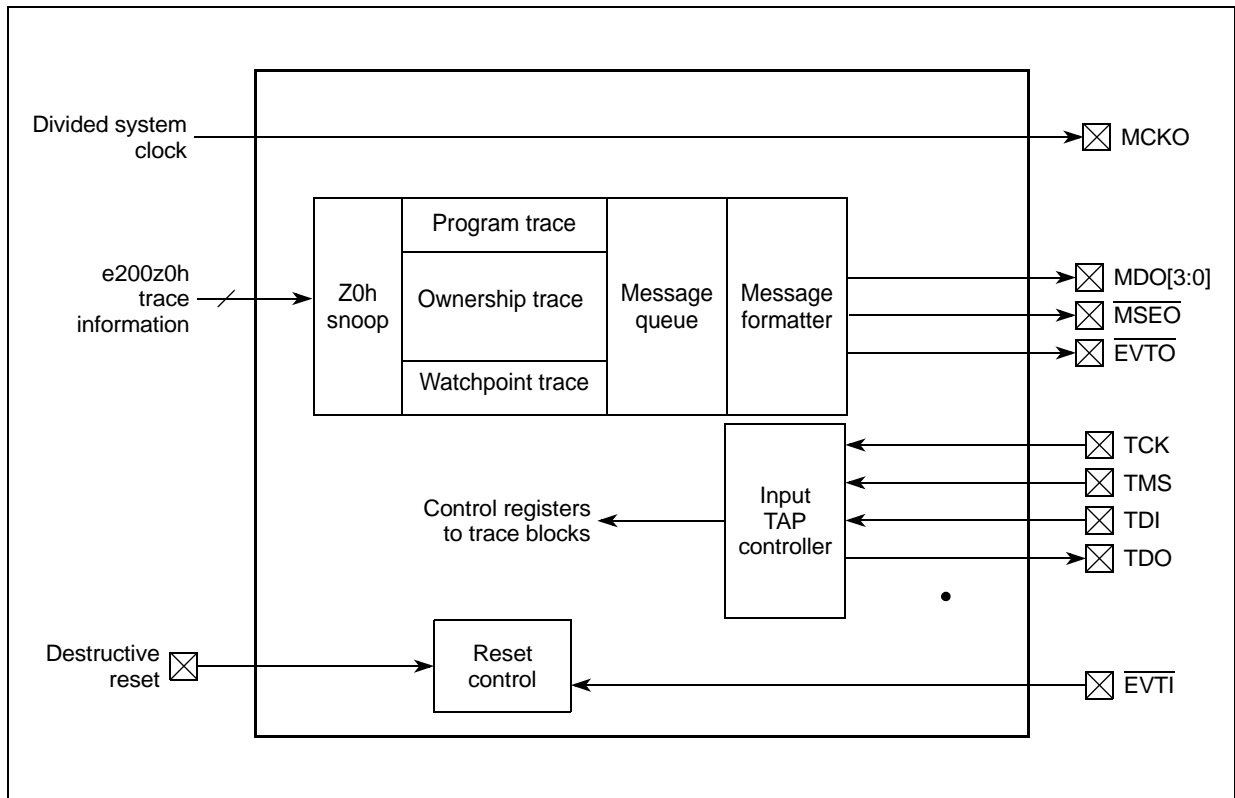 Divided system
clock
MCKO
e200z0h
trace
information
Z0h
snoop
Program trace
Ownership trace
Watchpoint trace
Message
queue
Message
formatter
MDO[3:0]
MSEO
EVTO
Control registers
to trace blocks
Input
TAP
controller
TCK
TMS
TDI
TDO
Destructive
reset
Reset
control
EVTI